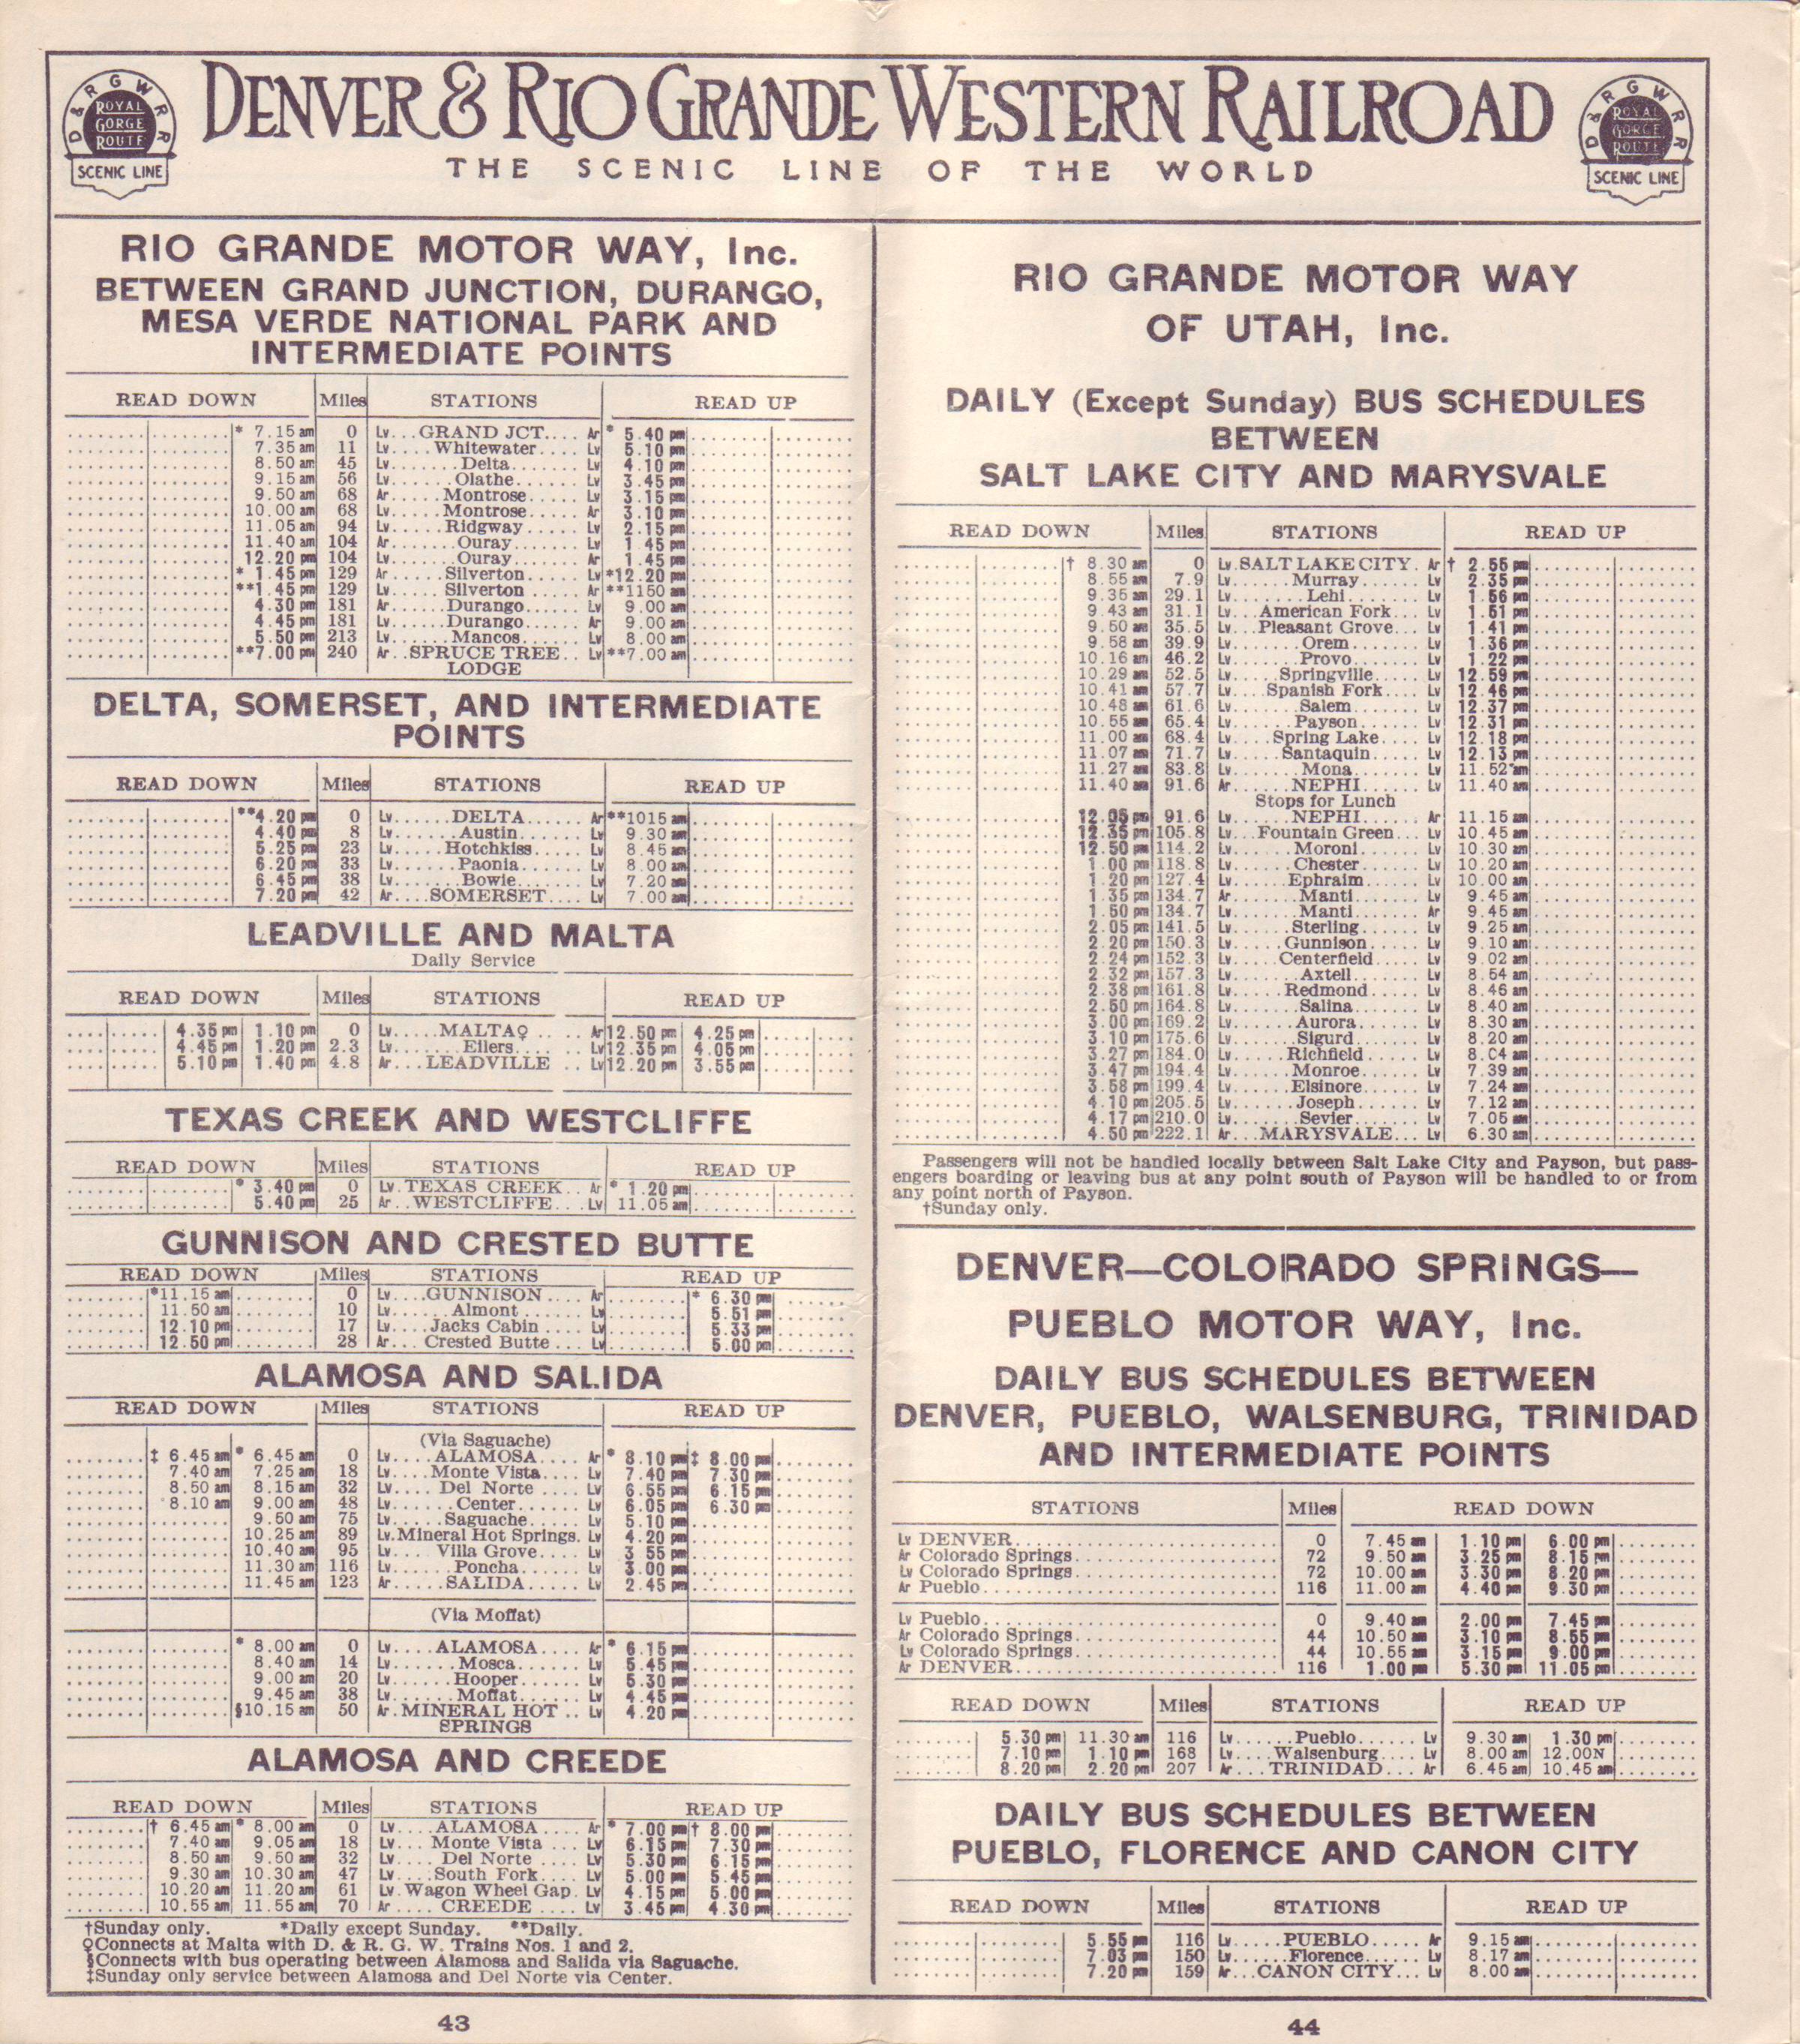 D & R G W R R
ROYAL
GORGE
ROUTE
SCENIC LINE
DENVER & RIO GRANDE WESTERN RAILROAD
THE SCENIC LINE OF THE WORLD
D & R G W R R
ROYAL
GORGE
ROUTE
SCENIC LINE
RIO GRANDE MOTOR WAY, Inc.
BETWEEN GRAND JUNCTION, DURANGO,
MESA VERDE NATIONAL PARK AND
INTERMEDIATE POINTS
READ DOWN Miles STATIONS READ UP
* 7.15 am 0 Lv...GRAND JCT.... Ar * 5.40 pm
7.35 am 11 Lv.....Whitewater..... Lv 5.10 pm
8.50 am 45 Lv........Delta....... Lv 4.10 pm
9.15 am 56 Lv.......Olathe....... Lv 3.45 pm
9.50 am 68 Ar......Montrose...... Lv 3.15 pm
10.00 am 68 Lv......Montrose...... Ar 3.10 pm
11.05 am 94 Lv......Ridgway...... Lv 2.15 pm
11.40 am 104 Ar.......Ouray....... Lv 1 45 pm
12.20 pm 104 Lv.......Ouray....... Ar 1.45 pm
* 1.45 pm 129 Ar......Silverton...... Lv *12.20 pm
**1.45 pm 129 Lv......Silverton...... Ar **1150 am
4.30 pm 181 Ar......Durango...... Lv 9.00 am
4.45 pm 181 Lv......Durango...... Ar 9.00 am
5.50 pm 213 Lv......Mancos...... Lv 8.00 am
**7.00 pm 240 Ar..SPRUCE TREE.. Lv **7.00 am
LODGE
DELTA, SOMERSET, AND INTERMEDIATE
POINTS
READ DOWN Miles STATIONS READ UP
**4.20 pm 0 Lv......DELTA...... Ar **1015 am
4.40 pm 8 Lv.......Austin....... Lv 9.30 am
5.25 pm 23 Lv.....Hotchkiss..... Lv 8.45 am
6.20 pm 33 Lv.......Paonia...... Lv 8.00 am
6.45 pm 38 Lv.......Bowie....... Lv 7.20 am
7.20 pm 42 Ar....SOMERSET.... Lv 7.00 am
LEADVILLE AND MALTA
Daily Service
READ DOWN Miles STATIONS READ UP
4.35 pm 1.10 pm 0 Lv.....MALTA♀ .. Ar 12.50 pm 4.25 pm
4.45 pm 1.20 pm 2.3 Lv.......Eilers.... Lv 12.35 pm 4.05 pm
5.10 pm 1.40 pm 4.8 Ar...LEADVILLE .. Lv 12.20 pm 3.55 pm
TEXAS CREEK AND WESTCLIFFE
READ DOWN Miles STATIONS READ UP
* 3.40 pm 0 Lv.TEXAS CREEK.. Ar * 1.20 pm
5.40 pm 25 Ar..WESTCLIFFE...Lv 11.05 am
GUNNISON AND CRESTED BUTTE
READ DOWN Miles STATIONS READ UP
*11.15 am 0 Lv....GUNNISON.... Ar * 6.30 pm
11.50 am 10 Lv......Almont...... Lv 5.51 pm
12.10 pm 17 Lv....Jacks Cabin.... Lv 5.33 pm
12.50 pm 28 Ar... Crested Butte ... Lv 5.00 pm
ALAMOSA AND SALIDA
READ DOWN Miles STATIONS READ UP
(Via Saguache)
‡ 6.45 am * 6.45 am 0 Lv....ALAMOSA.... Ar * 8.10 pm ‡ 8.00 pm
7.40 am 7.25 am 18 Lv....Monte Vista.... Lv 7.40 pm 7.30 pm
8.50 am 8.15 am 32 Lv..... Del Norte .... Lv 6.55 pm 6.15 pm
8.10 am 9.00 am 48 Lv.......Center....... Lv 6.05 pm 6.30 pm
9.50 am 75 Lv......Saguache..... Lv 5.10 pm
10.25 am 89 Lv.Mineral Hot Springs. Lv 4.20 pm
10.40 am 95 Lv.... Villa Grove.... Lv 3 55 pm
11.30 am 116 Lv.......Poncha...... Lv 3.00 pm
11.45 am 123 Ar......SALIDA...... Lv 2.45 pm
(Via Moffat)
* 8.00 am 0 Lv....ALAMOSA.... Ar * 6.15 pm
8.40 am 14 Lv.......Mosca....... Lv 5.45 pm
9.00 am 20 Lv.......Hooper...... Lv 5.30 pm
9.45 am 38 Lv.......Moffat....... Lv 4.45 pm
§10.15 am 50 Ar.MINERAL HOT .. Lv 4.20 pm
SPRINGS
ALAMOSA AND CREEDE
READ DOWN Miles STATIONS READ UP
† 6.45 am * 8.00 am 0 Lv....ALAMOSA.... Ar * 7.00 pm † 8.00 pm
7.40 am 9.05 am 18 Lv... Monte Vista ... Lv 6.15 pm 7.30 pm
8.50 am 9.50 am 32 Lv.... Del Norte .... Lv 5.30 pm 6.15 pm
9.30 am 10.30 am 47 Lv....South Fork.... Lv 5.00 pm 5.45 pm
10.20 am 11.20 am 61 Lv.Wagon Wheel Gap. Lv 4.15 pm 5.00 pm
10.55 am 11.55 am 70 Ar ..... CREEDE ..... Lv 3.45 pm 4.30 pm
†Sunday only. *Daily except Sunday. **Daily.
♀Connects at Malta with D. & R. G. W. Trains Nos. 1 and 2.
§Connects with bus operating between Alamosa and Salida via Saguache.
‡Sunday only service between Alamosa and Del Norte via Center.
43
RIO GRANDE MOTOR WAY
OF UTAH, Inc.
DAILY (Except Sunday) BUS SCHEDULES
BETWEEN
SALT LAKE CITY AND MARYSVALE
READ DOWN Miles STATIONS READ UP
† 8.30 am 0 Lv.SALT LAKE CITY. Ar † 2.55 pm
8.55 am 7.9 Lv.......Murray...... Lv 2.35 pm
9.35 am 29.1 Lv........Lehi....... Lv 1.56 pm
9.43 am 31.1 Lv... American Fork... Lv 1.51 pm
9.50 am 35.5 Lv...Pleasant Grove... Lv 1.41 pm
9.58 am 39.9 Lv.......Orem....... Lv 1.36 pm
10.16 am 46.2 Lv.......Provo....... Lv 1.22 pm
10.29 am 52.5 Lv.....Springville..... Lv 12.59 pm
10.41 am 57.7 Lv....Spanish Fork.... Lv 12.46 pm
10.48 am 61.6 Lv.......Salem....... Lv 12.37 pm
10.55 am 65.4 Lv.......Payson...... Lv 12.31 pm
11.00 am 68.4 Lv....Spring Lake.... Lv 12.18 pm
11.07 am 71.7 Lv.....Santaquin..... Lv 12.13 pm
11.27 am 83.8 Lv.......Mona....... Lv 11.52 am
11.40 am 91.6 Ar......NEPHI...... Lv 11.40 am
Stops for Lunch
12.05 pm 91.6 Lv......NEPHI...... Ar 11.15 am
12.35 pm 105.8 Lv...Fountain Green... Lv 10.45 am
12.50 pm 114.2 Lv.......Moroni...... Lv 10.30 am
1 00 pm 118.8 Lv.......Chester...... Lv 10.20 am
1 20 pm 127.4 Lv......Ephraim...... Lv 10.00 am
1 35 pm 134.7 Ar.......Manti....... Lv 9.45 am
1.50 pm 134.7 Lv.......Manti....... Ar 9.45 am
2.05 pm 141.5 Lv......Sterling...... Lv 9.25 am
2 20 pm 150.3 Lv.....Gunnison..... Lv 9.10 am
2 24 pm 152.3 Lv.....Centerfield.... Lv 9.02 am
2 32 pm 157.3 Lv.......Axtell....... Lv 8.54 am
2.38 pm 161.8 Lv......Redmond..... Lv 8.46 am
2.50 pm 164.8 Lv.......Salina....... Lv 8.40 am
3.00 pm 169.2 Lv.......Aurora....... Lv 8.30 am
3.10 pm 175.6 Lv.......Sigurd....... Lv 8.20 am
3.27 pm 184.0 Lv......Richfield...... Lv 8.04 am
3.47 pm 194.4 Lv.......Monroe...... Lv 7.39 am
3.58 pm 199.4 Lv......Elsinore...... Lv 7.24 am
4.10 pm 205.5 Lv.......Joseph....... Lv 7.12 am
4.17 pm 210.0 Lv.......Sevier....... Lv 7.05 am
4.50 pm 222.1 Ar...MARYSVALE... Lv 6.30 am
Passengers will not be handled locally between Salt Lake City and Payson, but pass-
engers boarding or leaving bus at any point south of Payson will be handled to or from
any point north of Payson.
†Sunday only.
DENVER—COLORADO SPRINGS—
PUEBLO MOTOR WAY, Inc.
DAILY BUS SCHEDULES BETWEEN
DENVER, PUEBLO, WALSENBURG, TRINIDAD
AND INTERMEDIATE POINTS
STATIONS Miles READ DOWN
Lv DENVER 0 7.45 am 1.10 pm 6.00 pm
Ar Colorado Springs 72 9.50 am 3.25 pm 8.15 pm
Lv Colorado Springs 72 10.00 am 3.30 pm 8.20 pm
Ar Pueblo 116 11.00 am 4.40 pm 9.30 pm
Lv Pueblo 0 9.40 am 2.00 pm 7.45 pm
Ar Colorado Springs 44 10.50 am 3.10 pm 8.55 pm
Lv Colorado Springs 44 10.55 am 3.15 pm 9.00 pm
Ar DENVER 116 1.00 pm 5.30 pm 11.05 pm
READ DOWN Miles STATIONS READ UP
5.30 pm 11.30 am 116 Lv.......Pueblo...... Lv 9.30 am 1.30 pm
7.10 pm 1.10 pm 168 Lv....Walsenburg.... Lv 8.00 am 12.00N
8.20 pm 2.20 pm 207 Ar....TRINIDAD... Ar 6.45 am 10.45 am
DAILY BUS SCHEDULES BETWEEN
PUEBLO, FLORENCE AND CANON CITY
READ DOWN Miles STATIONS READ UP
5.55 pm 116 Lv......PUEBLO...... Ar 9.15 am
7.03 pm 150 Lv......Florence...... Lv 8.17 am
7.20 pm 159 Ar...CANON CITY... Lv 8.00 am
44